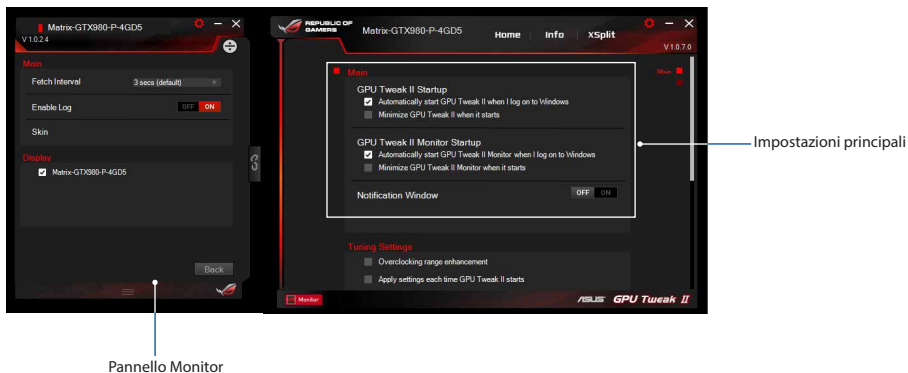 Matrix-GTX980-P-4GD5
V 1.0.2.4
Main
Fetch Interval
3 secs (default)
Enable Log
OFF ON
Skin
Display
Matrix-GTX980-P-4GD5
Back
REPUBLIC OF
GAMERS
Matrix-GTX980-P-4GD5
Home
Info
XSplit
V 1.0.7.0
Main
Main
GPU Tweak II Startup
Automatically start GPU Tweak II when I log on to Windows
Minimize GPU Tweak II when it starts
GPU Tweak II Monitor Startup
Automatically start GPU Tweak II Monitor when I log on to Windows
Minimize GPU Tweak II Monitor when it starts
Notification Window
OFF ON
Tuning Settings
Overclocking range enhancement
Apply settings each time GPU Tweak II starts
Monitor
ASUS GPU Tweak II
Impostazioni principali
Pannello Monitor